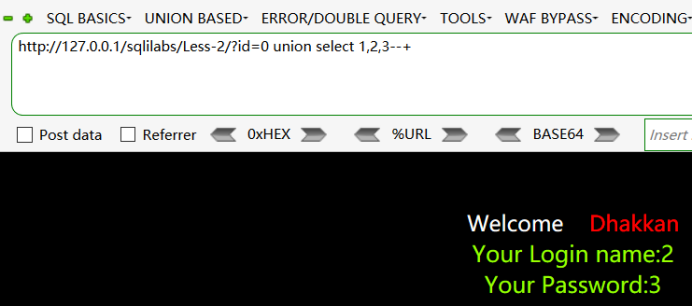 SQL BASICS UNION BASED ERROR/DOUBLE QUERY TOOLS WAF BYPASS ENCODING
http://127.0.0.1/sqlilabs/Less-2/?id=0 union select 1,2,3--+
Post data Referrer 0xHEX %URL BASE64 Insert
Welcome Dhakkan
Your Login name:2
Your Password:3